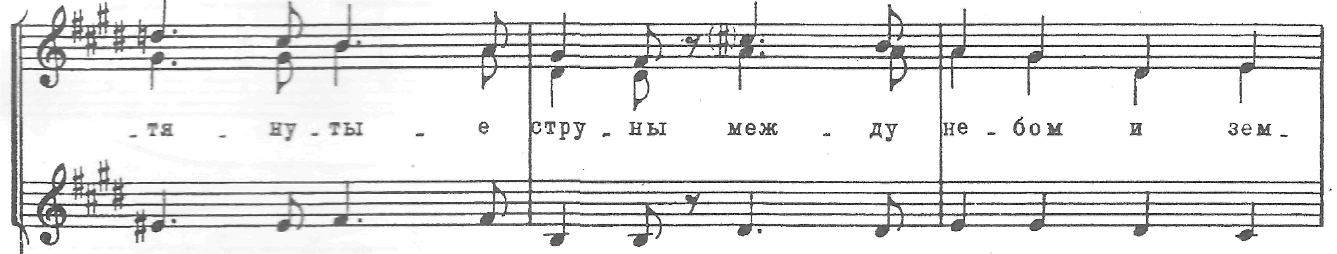 - тя - ну - ты - е стру - ны меж - ду не - бом и зем -